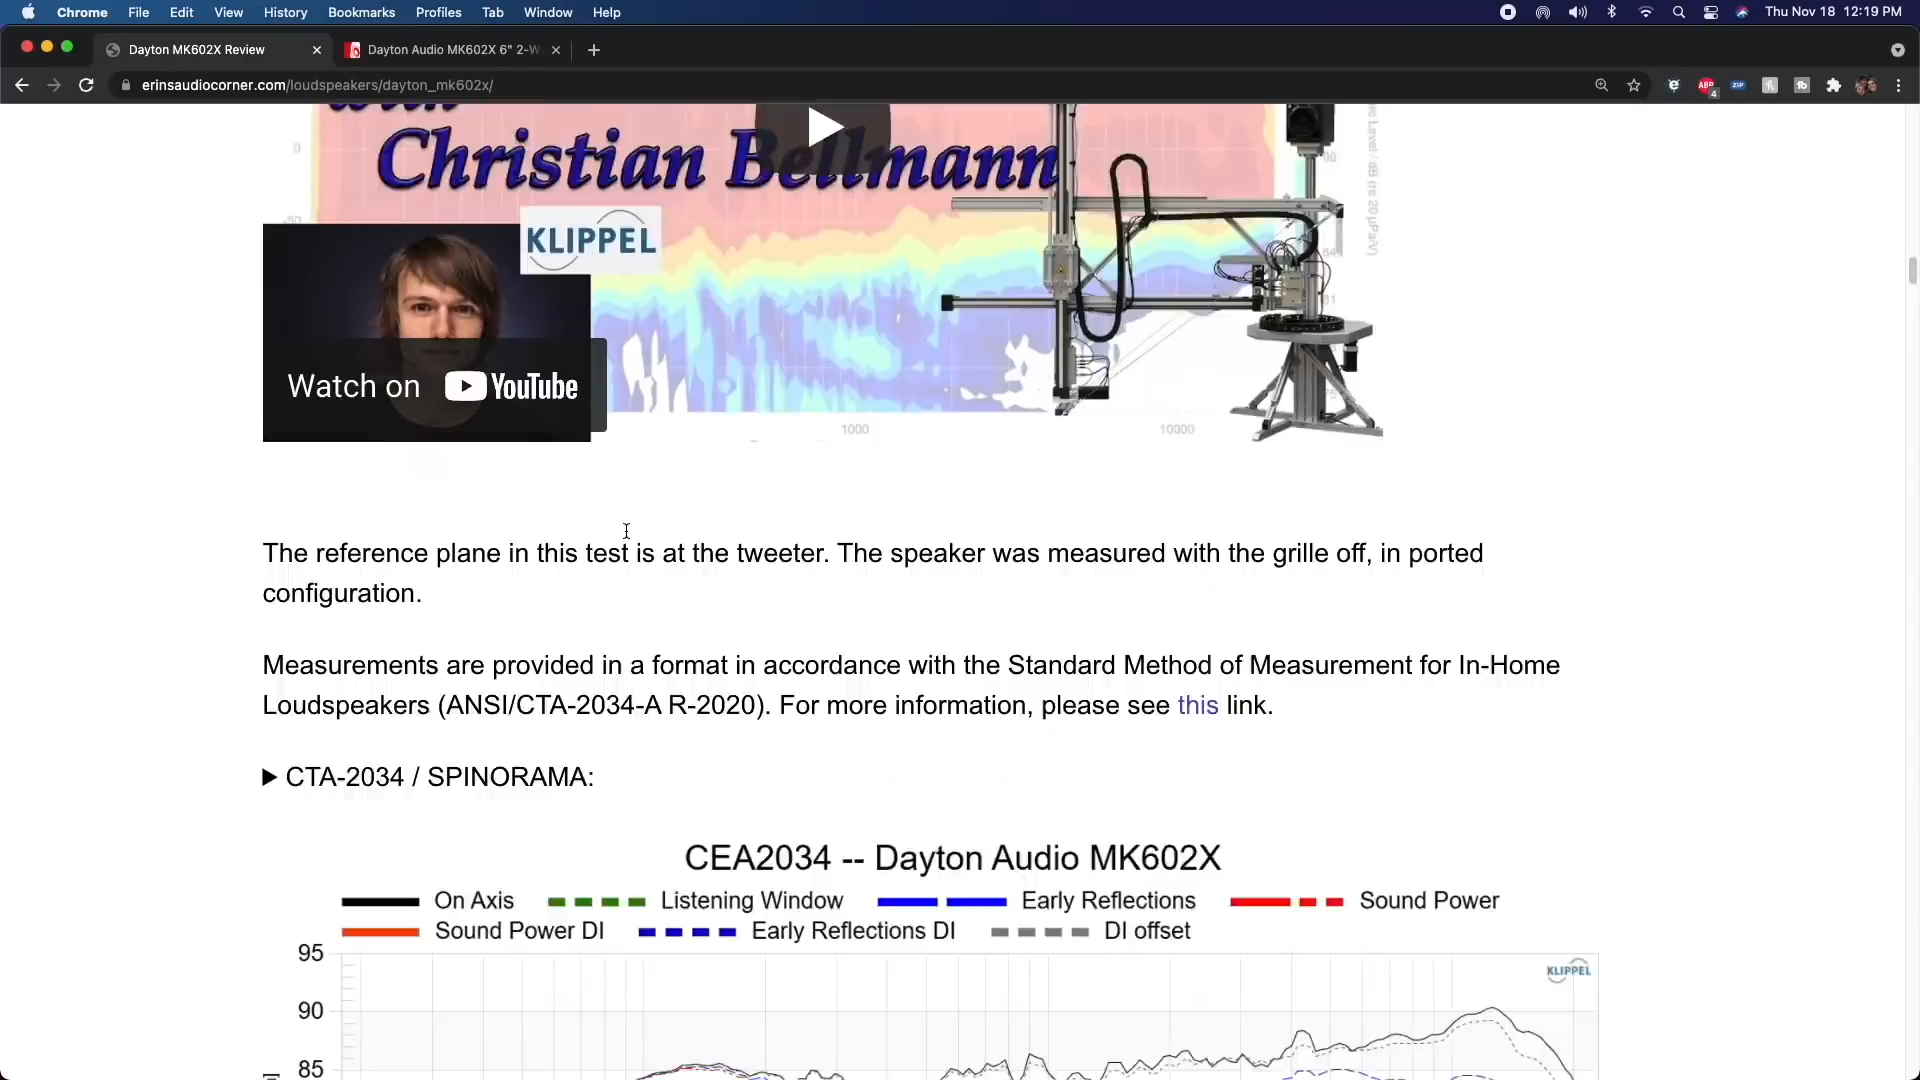 Chrome File Edit View History Bookmarks Profiles Tab Window Help Thu Nov 18 12:19 PM
Dayton MK602X Review Dayton Audio MK602X 6" 2-W
erinsaudiocorner.com/loudspeakers/dayton_mk602x/
ABP 4 ZIP
Christian Bellmann
KLIPPEL
Watch on YouTube
1000 10000
The reference plane in this test is at the tweeter. The speaker was measured with the grille off, in ported
configuration.
Measurements are provided in a format in accordance with the Standard Method of Measurement for In-Home
Loudspeakers (ANSI/CTA-2034-A R-2020). For more information, please see this link.
CTA-2034 / SPINORAMA:
CEA2034 -- Dayton Audio MK602X
On Axis Listening Window Early Reflections Sound Power
Sound Power DI Early Reflections DI DI offset
95
KLIPPEL
90
85